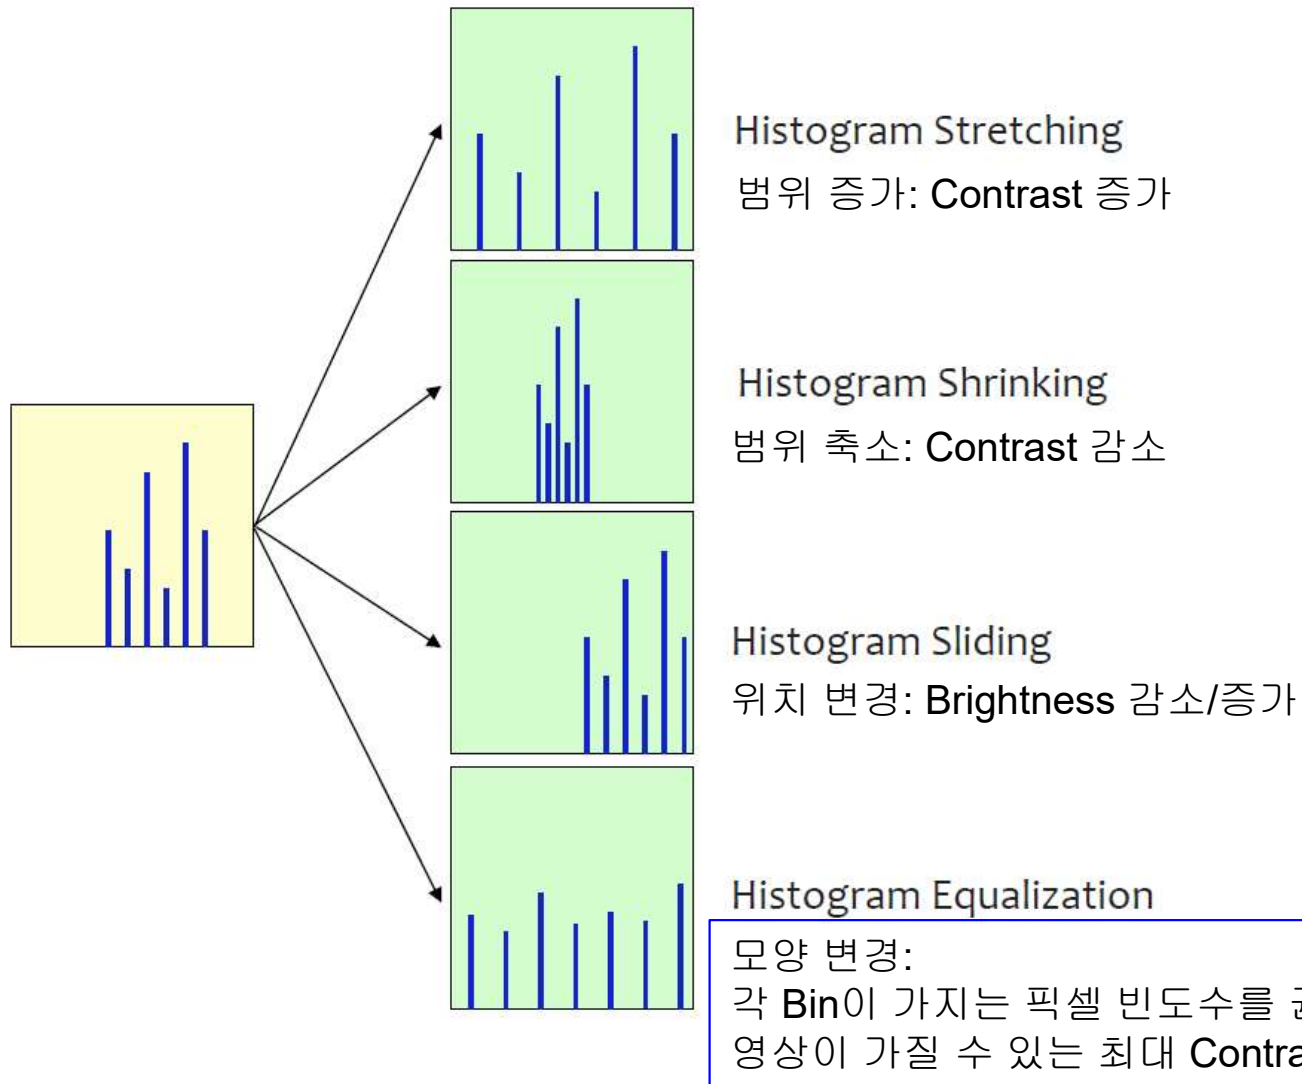 Histogram Stretching
범위 증가: Contrast 증가
Histogram Shrinking
범위 축소: Contrast 감소
Histogram Sliding
위치 변경: Brightness 감소/증가
Histogram Equalization
모양 변경:
각 Bin이 가지는 픽셀 빈도수를
영상이 가질 수 있는 최대